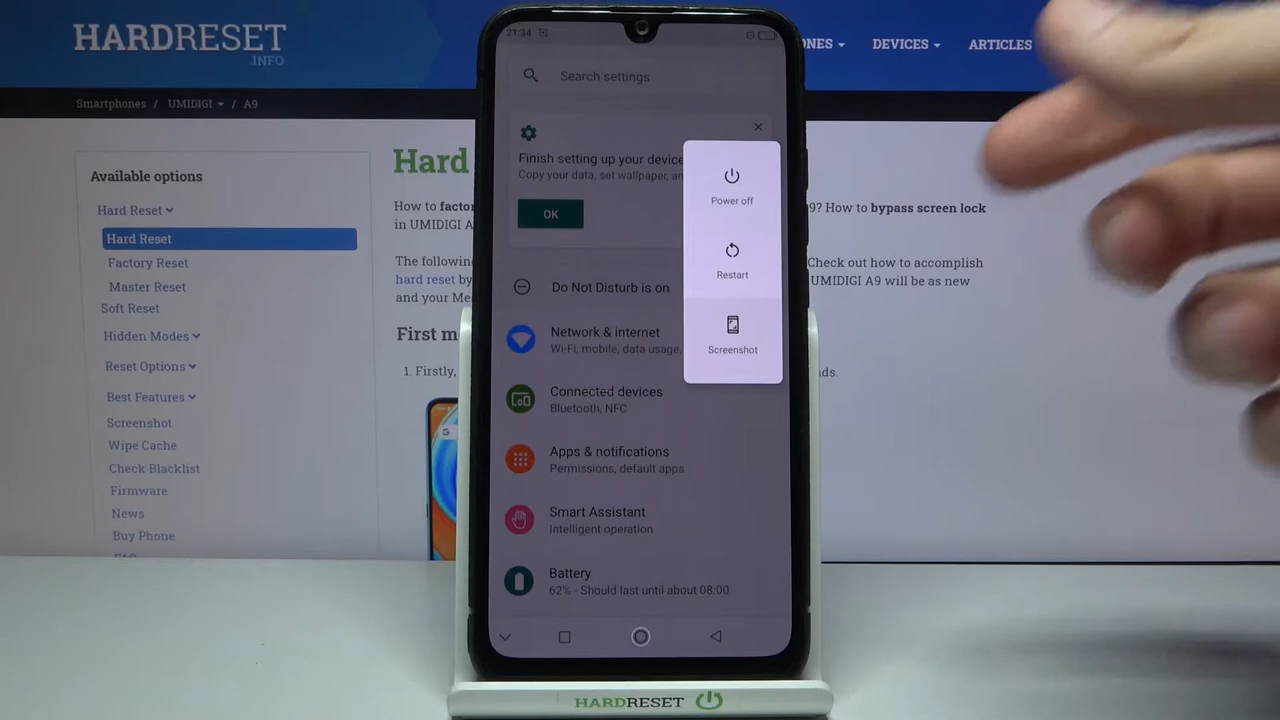 HARDRESET
.INFO
ONES
DEVICES
ARTICLES
Smartphones / UMIDIGI / A9
Available options
Hard Reset
Hard Reset
Factory Reset
Master Reset
Soft Reset
Hidden Modes
Reset Options
Best Features
Screenshot
Wipe Cache
Check Blacklist
Firmware
News
Buy Phone
FAQ
Hard
How to factor
in UMIDIGI A
9? How to bypass screen lock
The following
Check out how to accomplish
hard reset by
UMIDIGI A9 will be as new
and your Me
First m
1. Firstly,
ds.
21:34
Search settings
Finish setting up your device
Copy your data, set wallpaper, an
OK
Do Not Disturb is on
Network & internet
Wi-Fi, mobile, data usage,
Connected devices
Bluetooth, NFC
Apps & notifications
Permissions, default apps
Smart Assistant
Intelligent operation
Battery
62% - Should last until about 08:00
Power off
Restart
Screenshot
HARDRESET